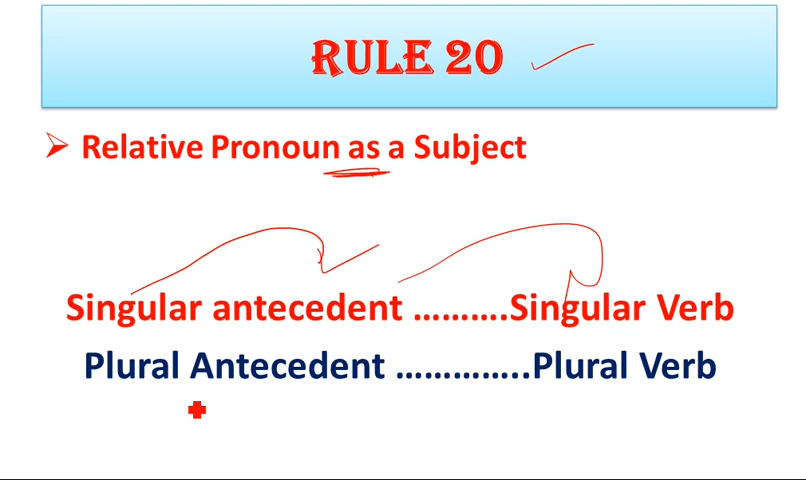 RULE 20
Relative Pronoun as a Subject
Singular antecedent ……….Singular Verb
Plural Antecedent …………..Plural Verb